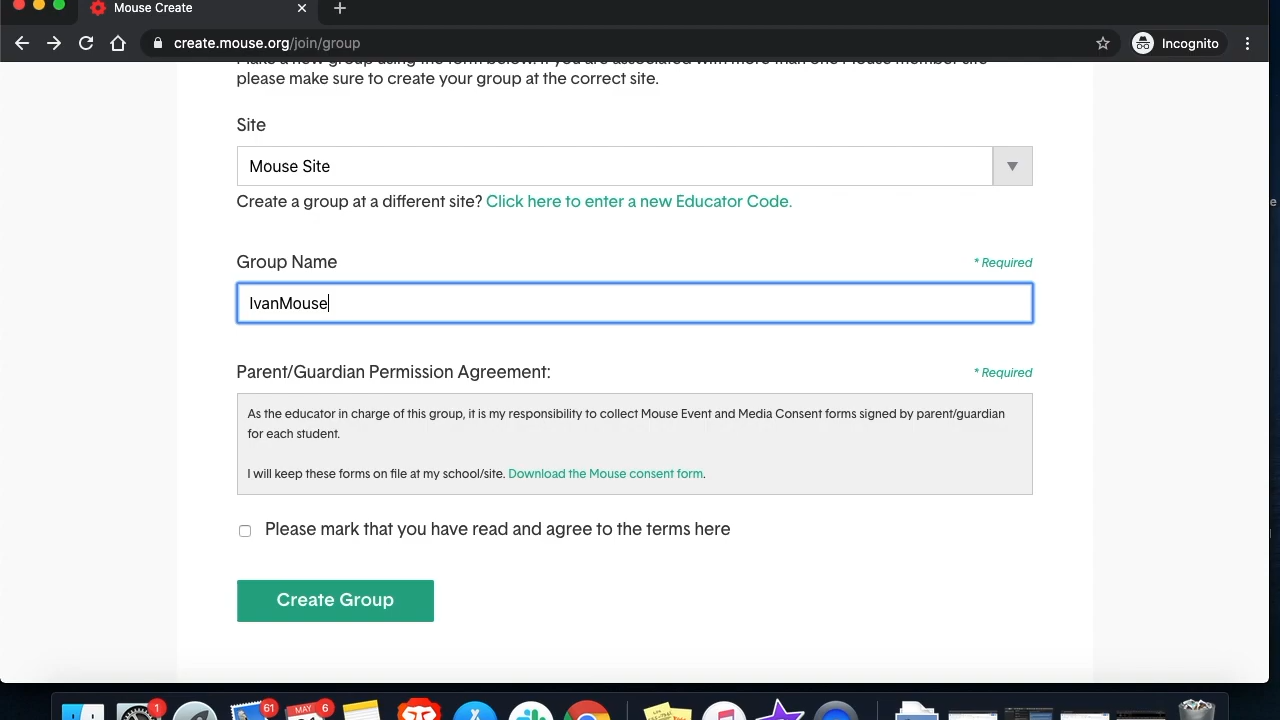 Mouse Create
create.mouse.org/join/group
Incognito
Make a new group using the form below. If you are associated with more than one Mouse member site
please make sure to create your group at the correct site.
Site
Mouse Site
Create a group at a different site? Click here to enter a new Educator Code.
Group Name
* Required
IvanMouse
Parent/Guardian Permission Agreement:
* Required
As the educator in charge of this group, it is my responsibility to collect Mouse Event and Media Consent forms signed by parent/guardian
for each student.
I will keep these forms on file at my school/site. Download the Mouse consent form.
Please mark that you have read and agree to the terms here
Create Group
1
61
MAY
6
6